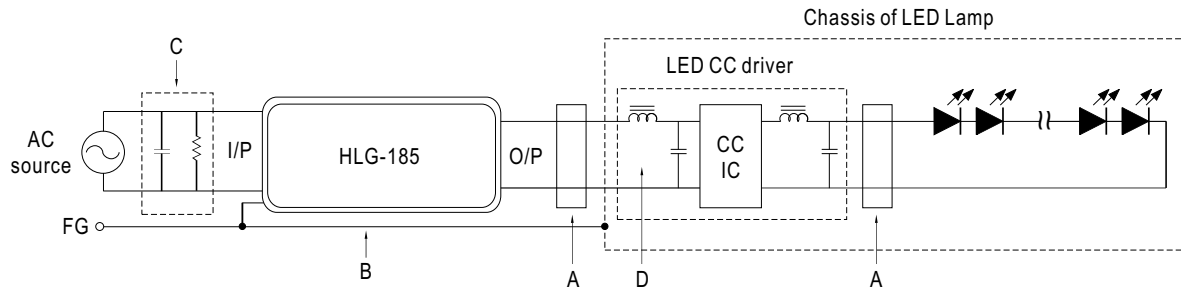 Chassis of LED Lamp
C
LED CC driver
AC
source
I/P
HLG-185
O/P
CC
IC
FG
B
A
D
A